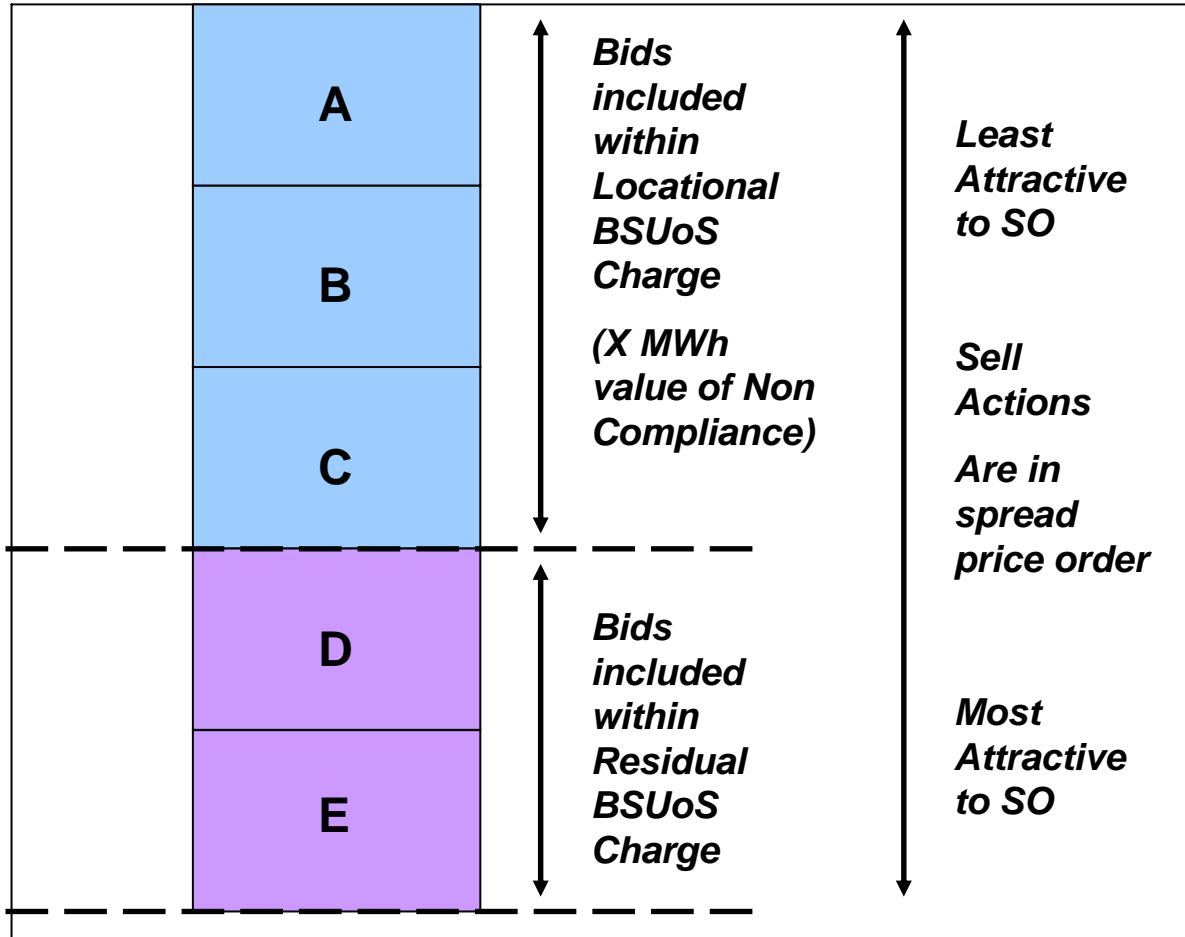 A
B
C
D
E
Bids
included
within
Locational
BSUoS
Charge
(X MWh
value of Non
Compliance)
Bids
included
within
Residual
BSUoS
Charge
Least
Attractive
to SO
Sell
Actions
Are in
spread
price order
Most
Attractive
to SO